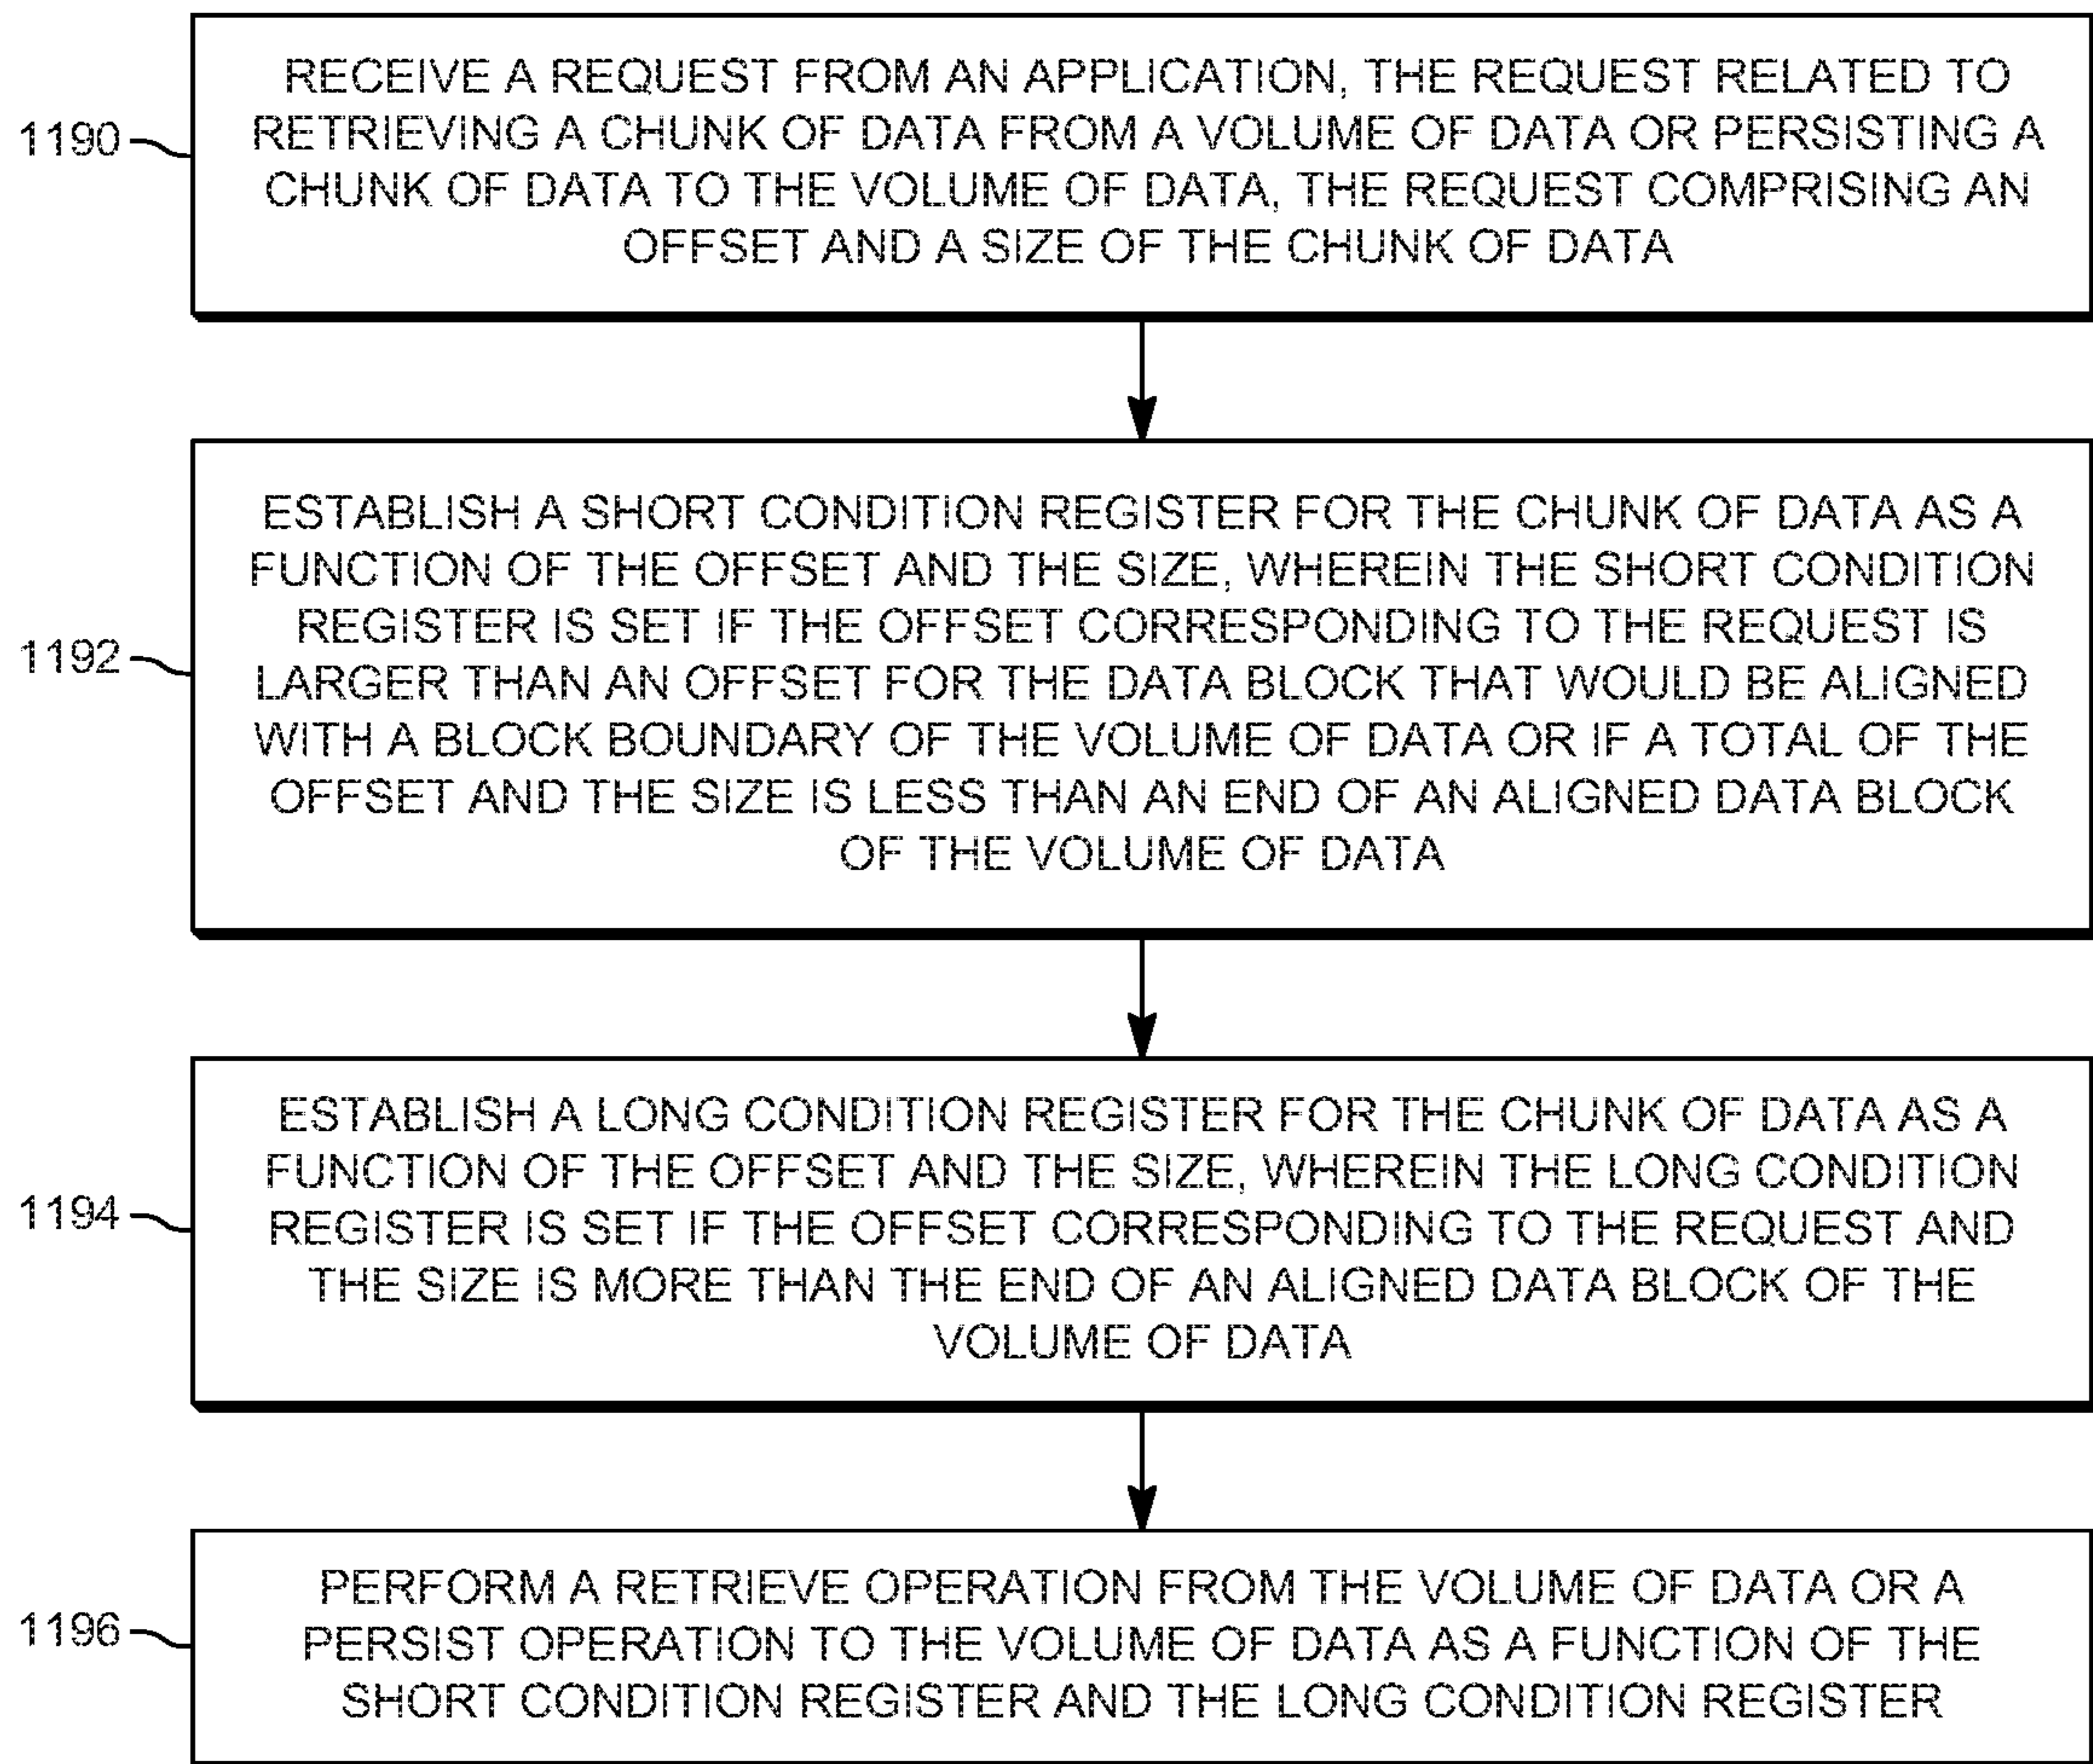 RECEIVE A REQUEST FROM AN APPLICATION, THE REQUEST RELATED TO
RETRIEVING A CHUNK OF DATA FROM A VOLUME OF DATA OR PERSISTING A
1190
CHUNK OF DATA TO THE VOLUME OF DATA, THE REQUEST COMPRISING AN
OFFSET AND A SIZE OF THE CHUNK OF DATA
ESTABLISH A SHORT CONDITION REGISTER FOR THE CHUNK OF DATA AS A
FUNCTION OF THE OFFSET AND THE SIZE, WHEREIN THE SHORT CONDITION
REGISTER IS SET IF THE OFFSET CORRESPONDING TO THE REQUEST IS
1192
LARGER THAN AN OFFSET FOR THE DATA BLOCK THAT WOULD BE ALIGNED
WITH A BLOCK BOUNDARY OF THE VOLUME OF DATA OR IF A TOTAL OF THE
OFFSET AND THE SIZE IS LESS THAN AN END OF AN ALIGNED DATA BLOCK
OF THE VOLUME OF DATA
ESTABLISH A LONG CONDITION REGISTER FOR THE CHUNK OF DATA AS A
FUNCTION OF THE OFFSET AND THE SIZE, WHEREIN THE LONG CONDITION
1194
REGISTER IS SET IF THE OFFSET CORRESPONDING TO THE REQUEST AND
THE SIZE IS MORE THAN THE END OF AN ALIGNED DATA BLOCK OF THE
VOLUME OF DATA
PERFORM A RETRIEVE OPERATION FROM THE VOLUME OF DATA OR A
1196
PERSIST OPERATION TO THE VOLUME OF DATA AS A FUNCTION OF THE
SHORT CONDITION REGISTER AND THE LONG CONDITION REGISTER